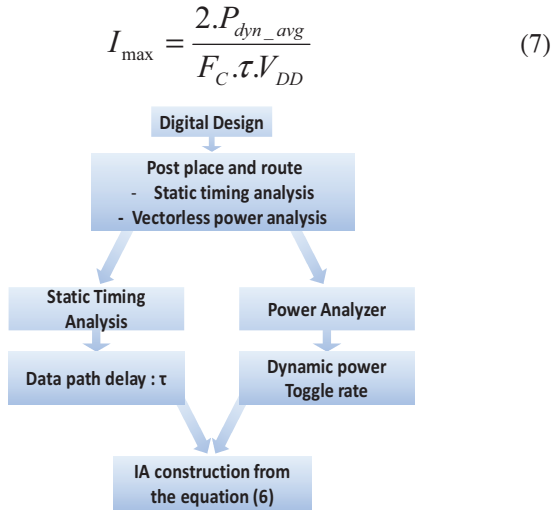 I_max = 2.P_dyn_avg / F_C.τ.V_DD (7)
Digital Design
Post place and route
- Static timing analysis
- Vectorless power analysis
Static Timing
Analysis
Power Analyzer
Data path delay : τ
Dynamic power
Toggle rate
IA construction from
the equation (6)